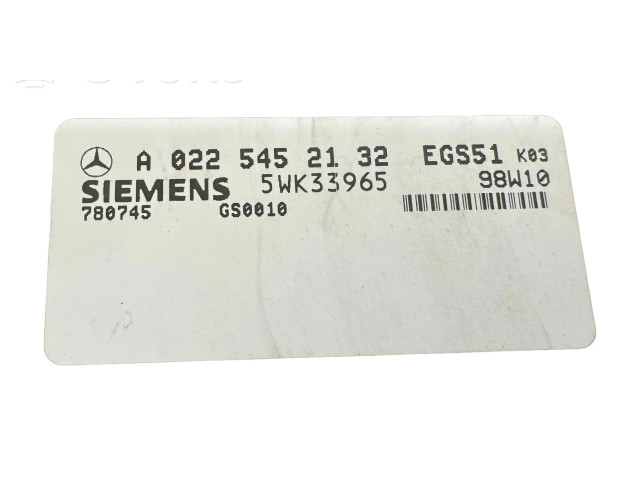 A 022 545 21 32 EGS51 K03
SIEMENS 5WK33965 98W10
780745 GS0010